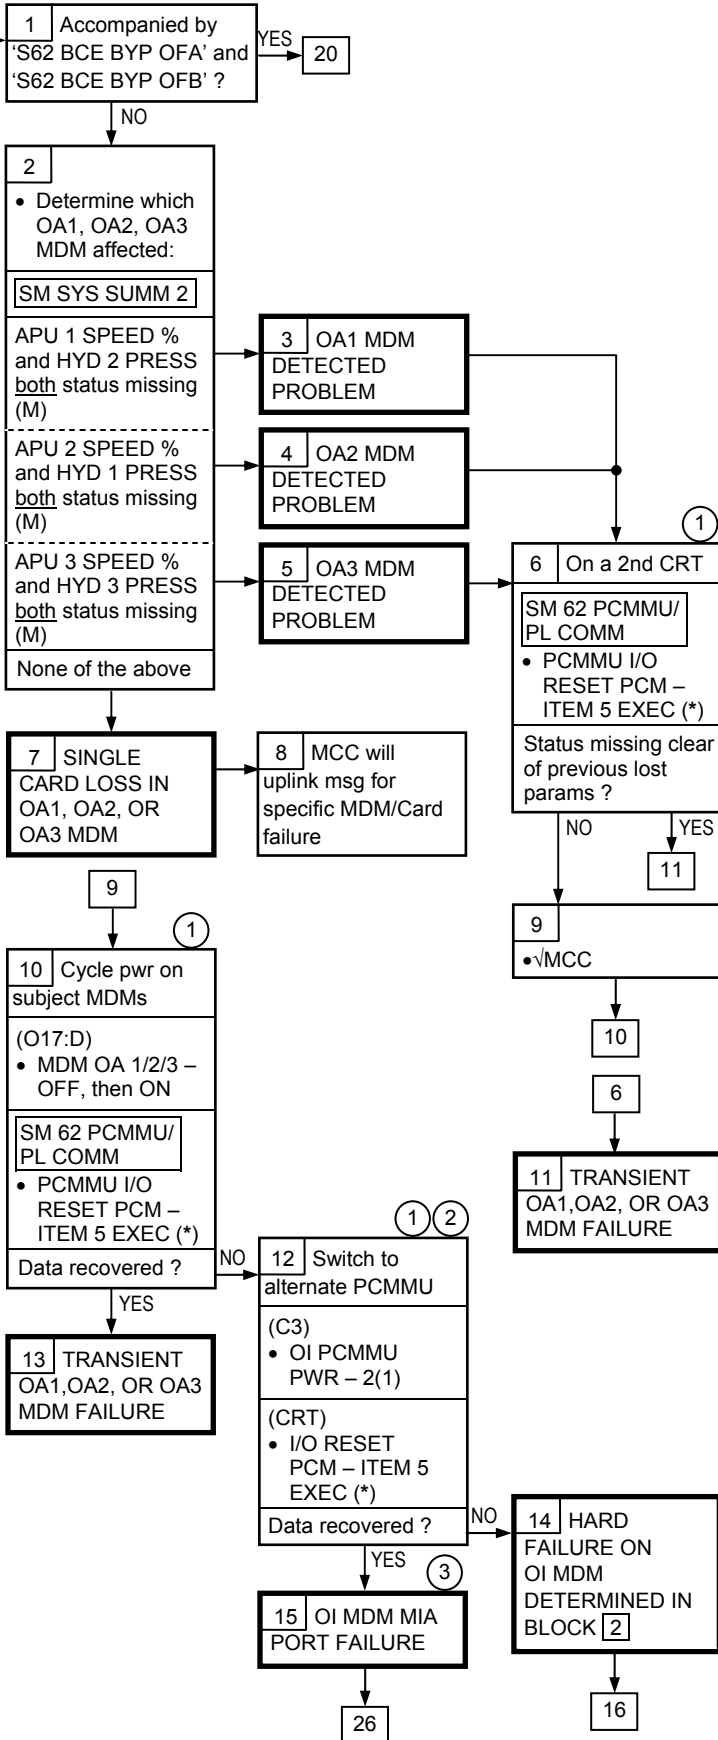 1 Accompanied by
‘S62 BCE BYP OFA’ and
‘S62 BCE BYP OFB’ ?
YES
20
NO
2
• Determine which
OA1, OA2, OA3
MDM affected:
SM SYS SUMM 2
APU 1 SPEED %
and HYD 2 PRESS
both status missing
(M)
APU 2 SPEED %
and HYD 1 PRESS
both status missing
(M)
APU 3 SPEED %
and HYD 3 PRESS
both status missing
(M)
None of the above
3 OA1 MDM
DETECTED
PROBLEM
4 OA2 MDM
DETECTED
PROBLEM
5 OA3 MDM
DETECTED
PROBLEM
1
6 On a 2nd CRT
SM 62 PCMMU/
PL COMM
• PCMMU I/O
RESET PCM –
ITEM 5 EXEC (*)
Status missing clear
of previous lost
params ?
NO
YES
11
7 SINGLE
CARD LOSS IN
OA1, OA2, OR
OA3 MDM
8 MCC will
uplink msg for
specific MDM/Card
failure
9
•√MCC
10
9
1
10 Cycle pwr on
subject MDMs
(O17:D)
• MDM OA 1/2/3 –
OFF, then ON
SM 62 PCMMU/
PL COMM
• PCMMU I/O
RESET PCM –
ITEM 5 EXEC (*)
Data recovered ?
NO
YES
6
11 TRANSIENT
OA1,OA2, OR OA3
MDM FAILURE
1 2
12 Switch to
alternate PCMMU
(C3)
• OI PCMMU
PWR – 2(1)
(CRT)
• I/O RESET
PCM – ITEM 5
EXEC (*)
Data recovered ?
NO
YES
13 TRANSIENT
OA1,OA2, OR OA3
MDM FAILURE
14 HARD
FAILURE ON
OI MDM
DETERMINED IN
BLOCK 2
16
3
15 OI MDM MIA
PORT FAILURE
26